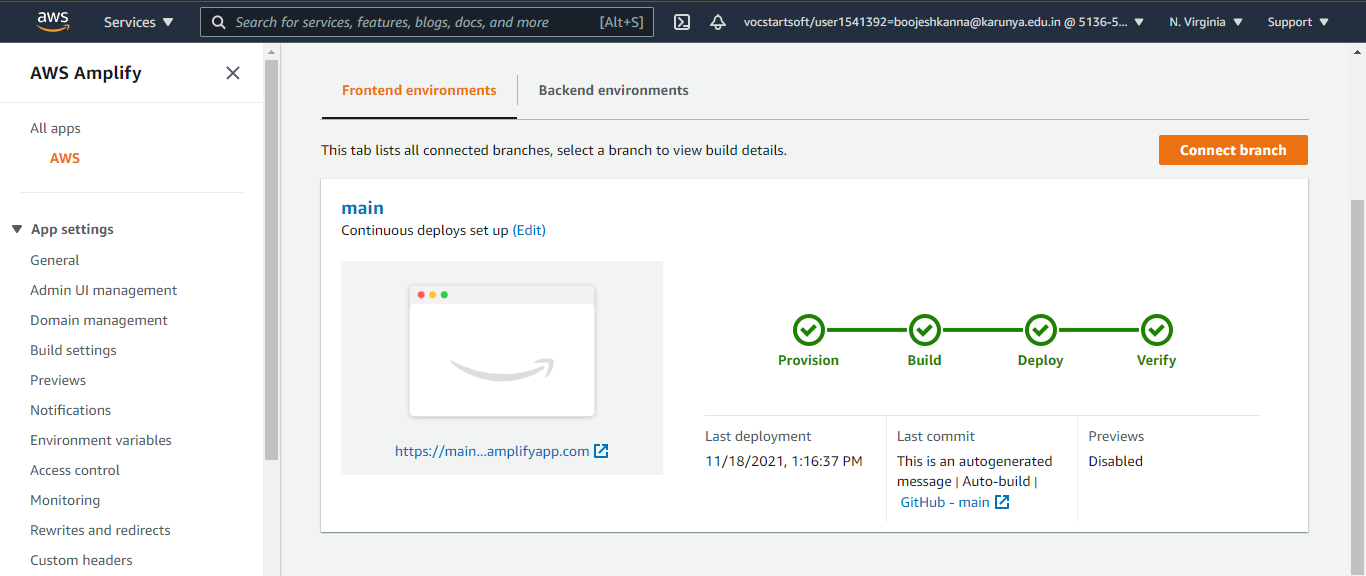 aws
Services
Search for services, features, blogs, docs, and more
[Alt+S]
vocstartsoft/user1541392=boojeshkanna@karunya.edu.in @ 5136-5...
N. Virginia
Support
AWS Amplify
All apps
AWS
App settings
General
Admin UI management
Domain management
Build settings
Previews
Notifications
Environment variables
Access control
Monitoring
Rewrites and redirects
Custom headers
Frontend environments
Backend environments
This tab lists all connected branches, select a branch to view build details.
Connect branch
main
Continuous deploys set up (Edit)
https://main...amplifyapp.com
Provision
Build
Deploy
Verify
Last deployment
11/18/2021, 1:16:37 PM
Last commit
This is an autogenerated
message | Auto-build |
GitHub - main
Previews
Disabled